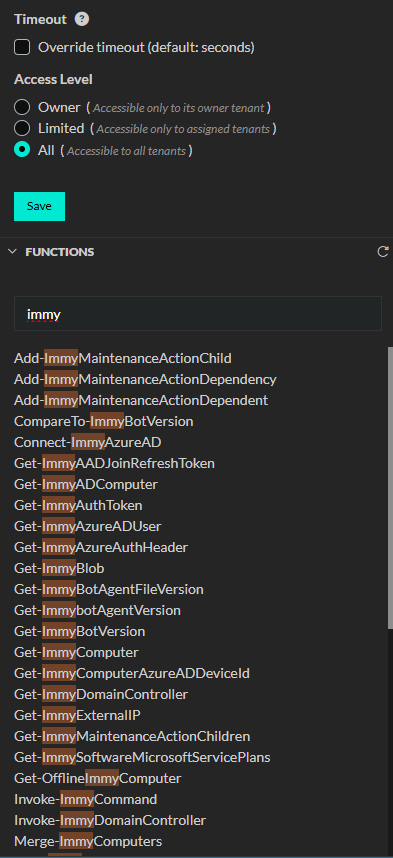 Timeout ?
Override timeout (default: seconds)
Access Level
Owner ( Accessible only to its owner tenant )
Limited ( Accessible only to assigned tenants )
All ( Accessible to all tenants )
Save
FUNCTIONS
immy
Add-ImmyMaintenanceActionChild
Add-ImmyMaintenanceActionDependency
Add-ImmyMaintenanceActionDependent
CompareTo-ImmyBotVersion
Connect-ImmyAzureAD
Get-ImmyAADJoinRefreshToken
Get-ImmyADComputer
Get-ImmyAuthToken
Get-ImmyAzureADUser
Get-ImmyAzureAuthHeader
Get-ImmyBlob
Get-ImmyBotAgentFileVersion
Get-ImmybotAgentVersion
Get-ImmyBotVersion
Get-ImmyComputer
Get-ImmyComputerAzureADDeviceId
Get-ImmyDomainController
Get-ImmyExternalIP
Get-ImmyMaintenanceActionChildren
Get-ImmySoftwareMicrosoftServicePlans
Get-OfflineImmyComputer
Invoke-ImmyCommand
Invoke-ImmyDomainController
Merge-ImmyComputers